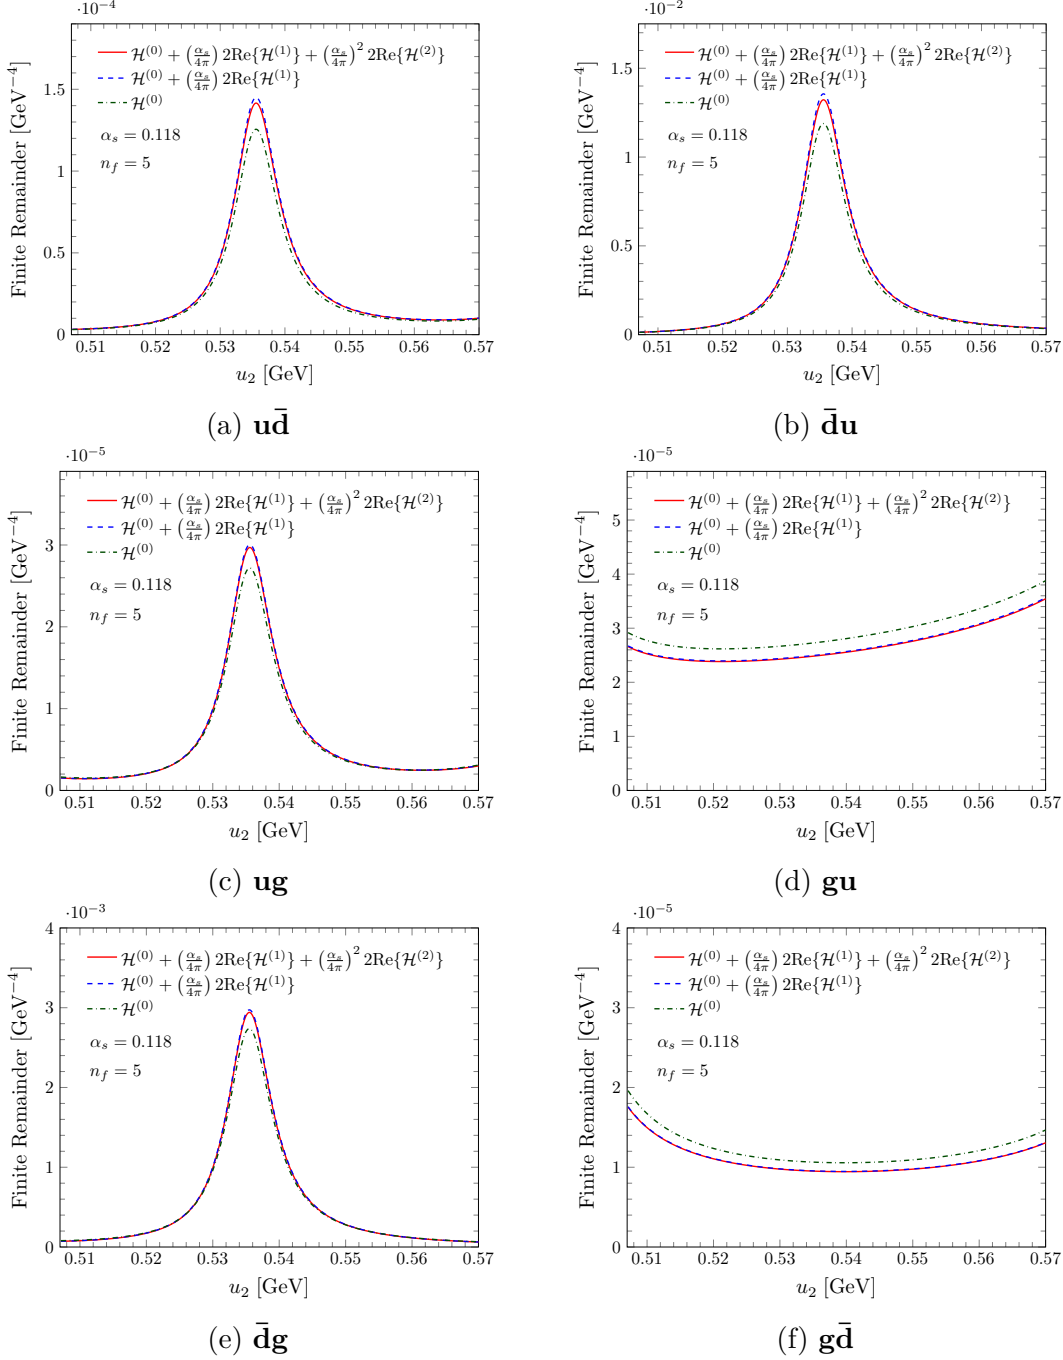 ·10⁻⁴
Finite Remainder [GeV⁻⁴]
1.5
1
0.5
0
ℋ⁽⁰⁾ + (αₛ/4π) 2Re{ℋ⁽¹⁾} + (αₛ/4π)² 2Re{ℋ⁽²⁾}
ℋ⁽⁰⁾ + (αₛ/4π) 2Re{ℋ⁽¹⁾}
ℋ⁽⁰⁾
αₛ = 0.118
n_f = 5
0.51 0.52 0.53 0.54 0.55 0.56 0.57
u₂ [GeV]
(a) ud̄
·10⁻²
Finite Remainder [GeV⁻⁴]
1.5
1
0.5
0
ℋ⁽⁰⁾ + (αₛ/4π) 2Re{ℋ⁽¹⁾} + (αₛ/4π)² 2Re{ℋ⁽²⁾}
ℋ⁽⁰⁾ + (αₛ/4π) 2Re{ℋ⁽¹⁾}
ℋ⁽⁰⁾
αₛ = 0.118
n_f = 5
0.51 0.52 0.53 0.54 0.55 0.56 0.57
u₂ [GeV]
(b) d̄u
·10⁻⁵
Finite Remainder [GeV⁻⁴]
3
2
1
0
ℋ⁽⁰⁾ + (αₛ/4π) 2Re{ℋ⁽¹⁾} + (αₛ/4π)² 2Re{ℋ⁽²⁾}
ℋ⁽⁰⁾ + (αₛ/4π) 2Re{ℋ⁽¹⁾}
ℋ⁽⁰⁾
αₛ = 0.118
n_f = 5
0.51 0.52 0.53 0.54 0.55 0.56 0.57
u₂ [GeV]
(c) ug
·10⁻⁵
Finite Remainder [GeV⁻⁴]
5
4
3
2
1
0
ℋ⁽⁰⁾ + (αₛ/4π) 2Re{ℋ⁽¹⁾} + (αₛ/4π)² 2Re{ℋ⁽²⁾}
ℋ⁽⁰⁾ + (αₛ/4π) 2Re{ℋ⁽¹⁾}
ℋ⁽⁰⁾
αₛ = 0.118
n_f = 5
0.51 0.52 0.53 0.54 0.55 0.56 0.57
u₂ [GeV]
(d) gu
·10⁻³
Finite Remainder [GeV⁻⁴]
4
3
2
1
0
ℋ⁽⁰⁾ + (αₛ/4π) 2Re{ℋ⁽¹⁾} + (αₛ/4π)² 2Re{ℋ⁽²⁾}
ℋ⁽⁰⁾ + (αₛ/4π) 2Re{ℋ⁽¹⁾}
ℋ⁽⁰⁾
αₛ = 0.118
n_f = 5
0.51 0.52 0.53 0.54 0.55 0.56 0.57
u₂ [GeV]
(e) d̄g
·10⁻⁵
Finite Remainder [GeV⁻⁴]
4
3
2
1
0
ℋ⁽⁰⁾ + (αₛ/4π) 2Re{ℋ⁽¹⁾} + (αₛ/4π)² 2Re{ℋ⁽²⁾}
ℋ⁽⁰⁾ + (αₛ/4π) 2Re{ℋ⁽¹⁾}
ℋ⁽⁰⁾
αₛ = 0.118
n_f = 5
0.51 0.52 0.53 0.54 0.55 0.56 0.57
u₂ [GeV]
(f) gd̄